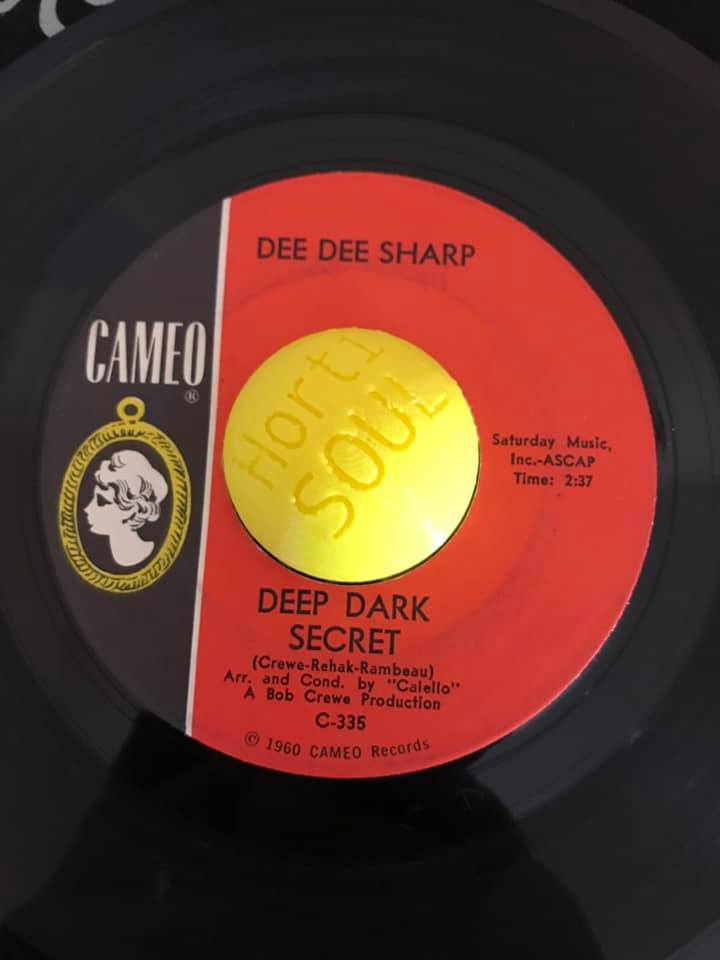 DEE DEE SHARP
CAMEO
®
Horti
SOUL
Saturday Music,
Inc.-ASCAP
Time: 2:37
DEEP DARK
SECRET
(Crewe-Rehak-Rambeau)
Arr. and Cond. by "Calello"
A Bob Crewe Production
C-335
© 1960 CAMEO Records